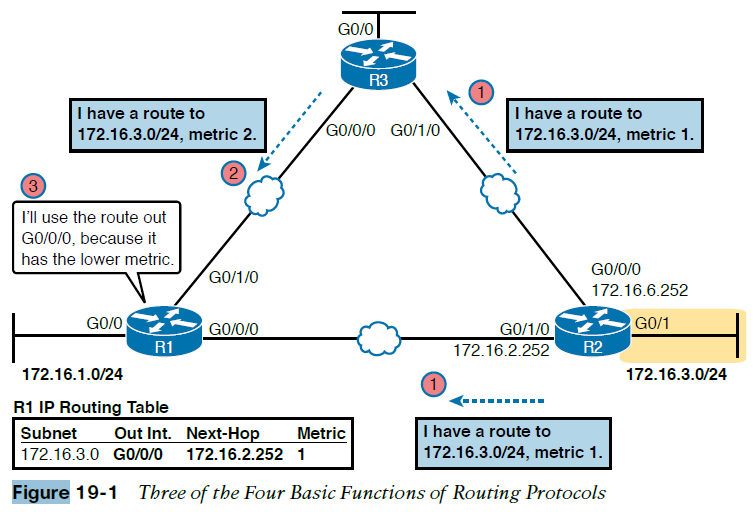 G0/0
R3
1
I have a route to
172.16.3.0/24, metric 2.
I have a route to
172.16.3.0/24, metric 1.
G0/0/0 G0/1/0
2
3
I'll use the route out
G0/0/0, because it
has the lower metric.
G0/1/0
G0/0/0
172.16.6.252
G0/0
R1
G0/0/0
G0/1/0
172.16.2.252
R2
G0/1
172.16.1.0/24
172.16.3.0/24
1
I have a route to
172.16.3.0/24, metric 1.
R1 IP Routing Table
Subnet Out Int. Next-Hop Metric
172.16.3.0 G0/0/0 172.16.2.252 1
Figure 19-1 Three of the Four Basic Functions of Routing Protocols